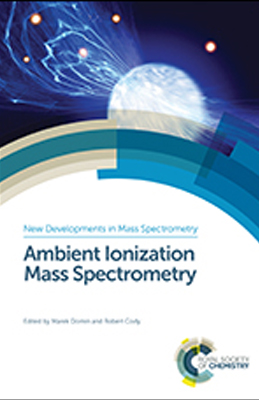 New Developments in Mass Spectrometry
Ambient Ionization
Mass Spectrometry
Edited by Marek Domin and Robert Cody
ROYAL SOCIETY
OF CHEMISTRY